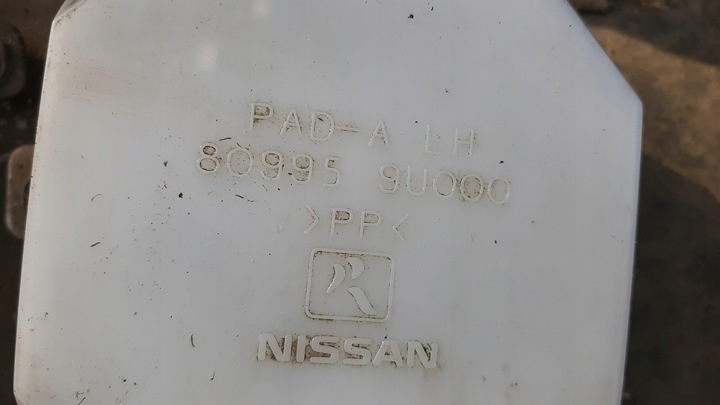 PAD-A LH
80995 9U000
>PP<
NISSAN